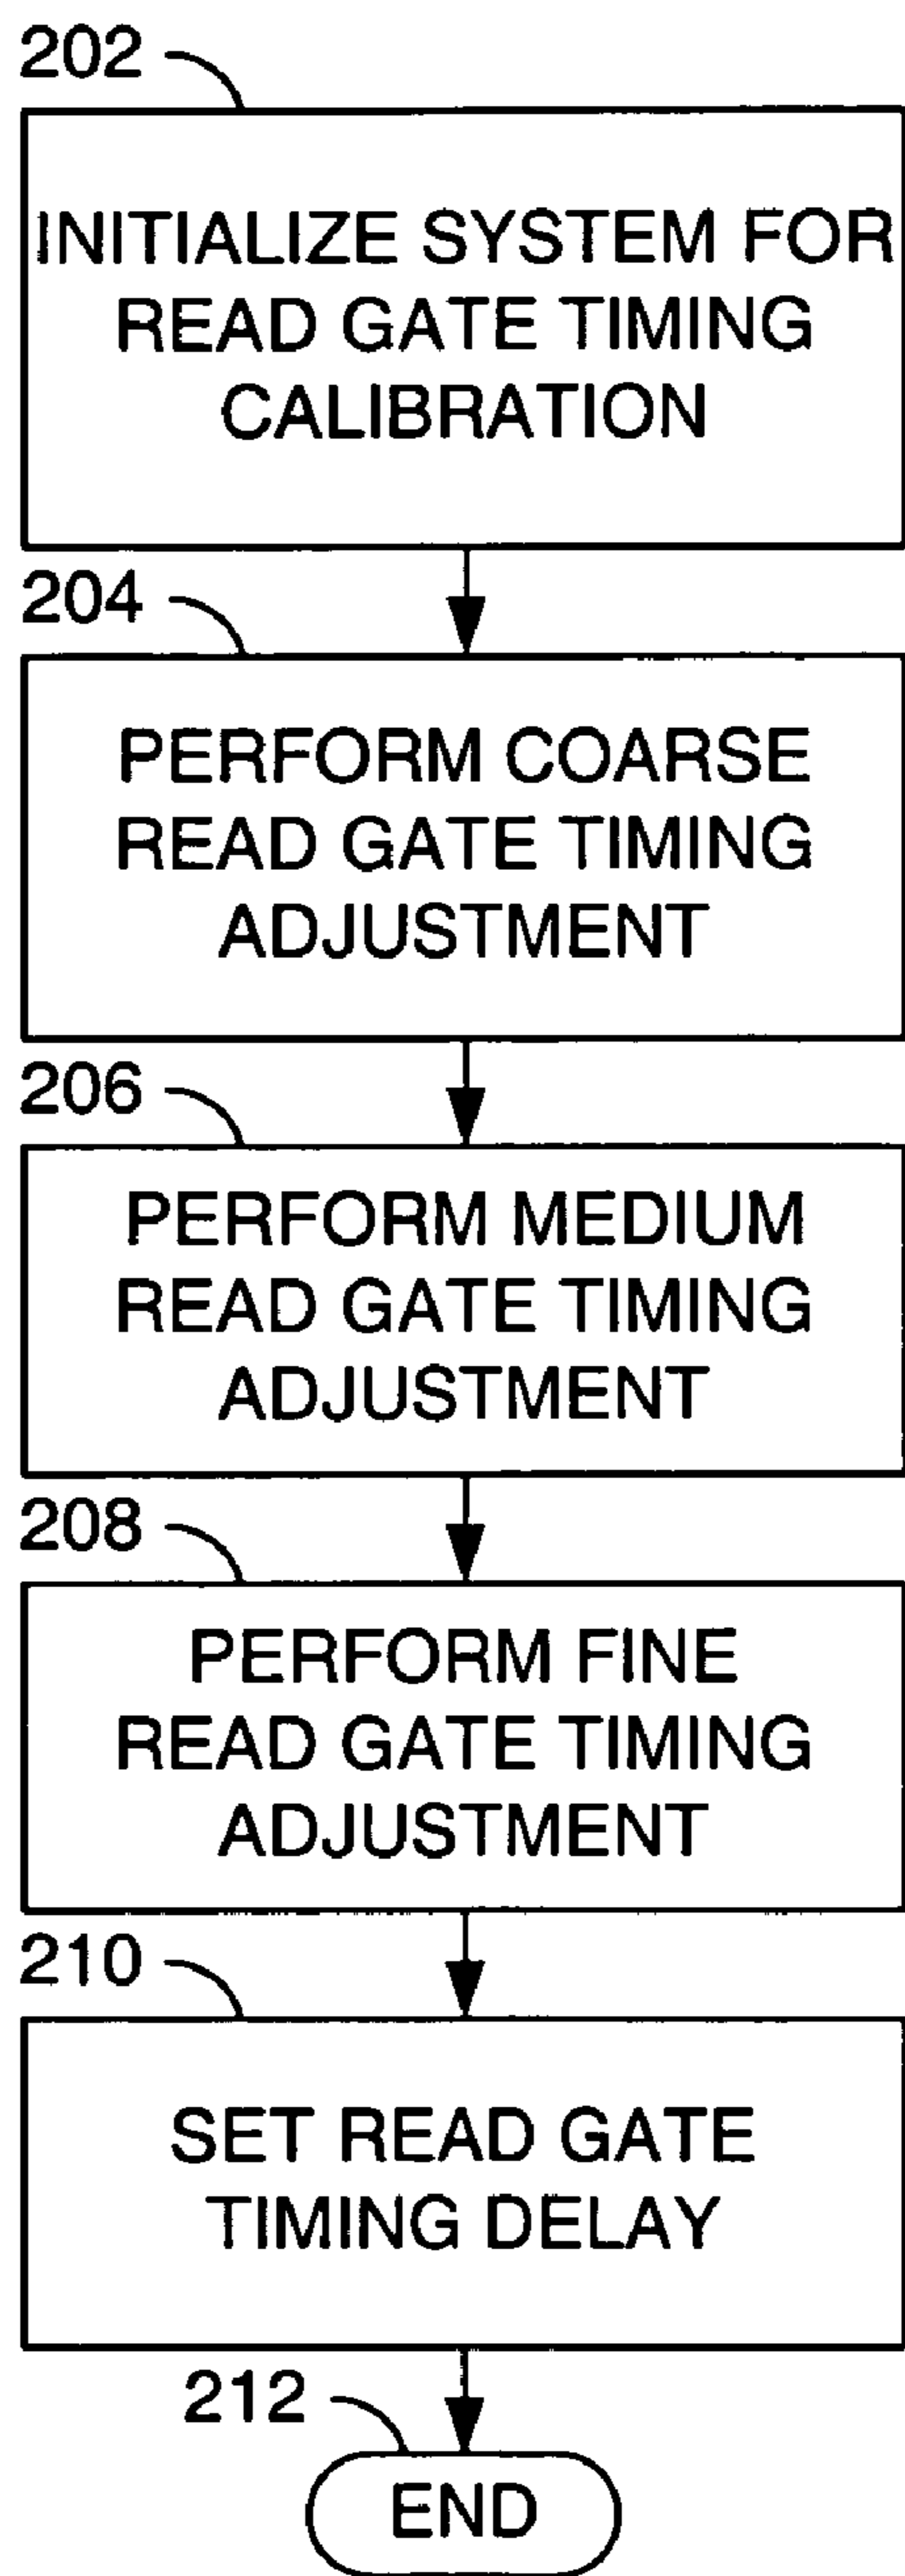 202
INITIALIZE SYSTEM FOR
READ GATE TIMING
CALIBRATION
204
PERFORM COARSE
READ GATE TIMING
ADJUSTMENT
206
PERFORM MEDIUM
READ GATE TIMING
ADJUSTMENT
208
PERFORM FINE
READ GATE TIMING
ADJUSTMENT
210
SET READ GATE
TIMING DELAY
212
END